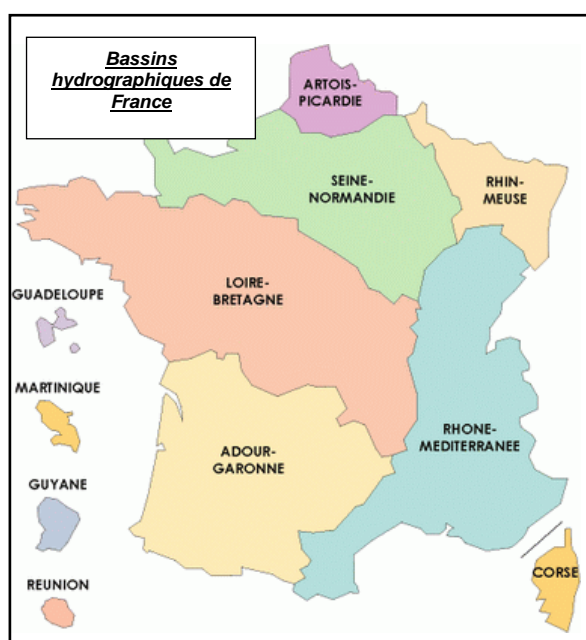 Bassins
hydrographiques de
France
ARTOIS-
PICARDIE
SEINE-
NORMANDIE
RHIN-
MEUSE
LOIRE-
BRETAGNE
GUADELOUPE
MARTINIQUE
ADOUR-
GARONNE
RHONE-
MEDITERRANEE
GUYANE
REUNION
CORSE